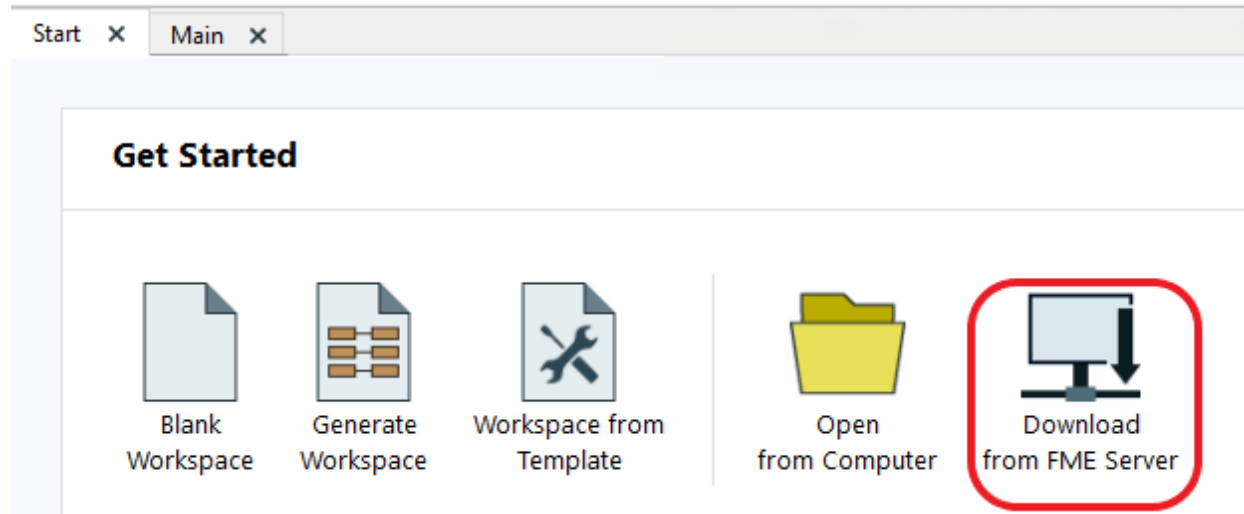 Start
Main
Get Started
Blank
Workspace
Generate
Workspace
Workspace from
Template
Open
from Computer
Download
from FME Server